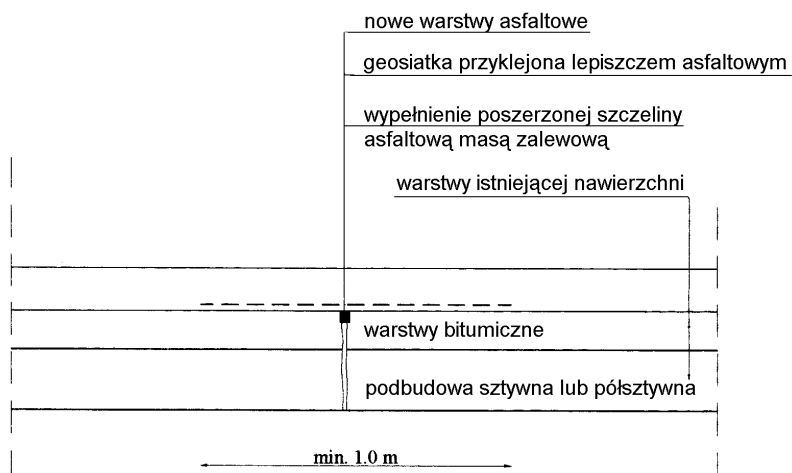 nowe warstwy asfaltowe
geosiatka przyklejona lepiszczem asfaltowym
wypełnienie poszerzonej szczeliny
asfaltową masą zalewową
warstwy istniejącej nawierzchni
warstwy bitumiczne
podbudowa sztywna lub półsztywna
min. 1.0 m